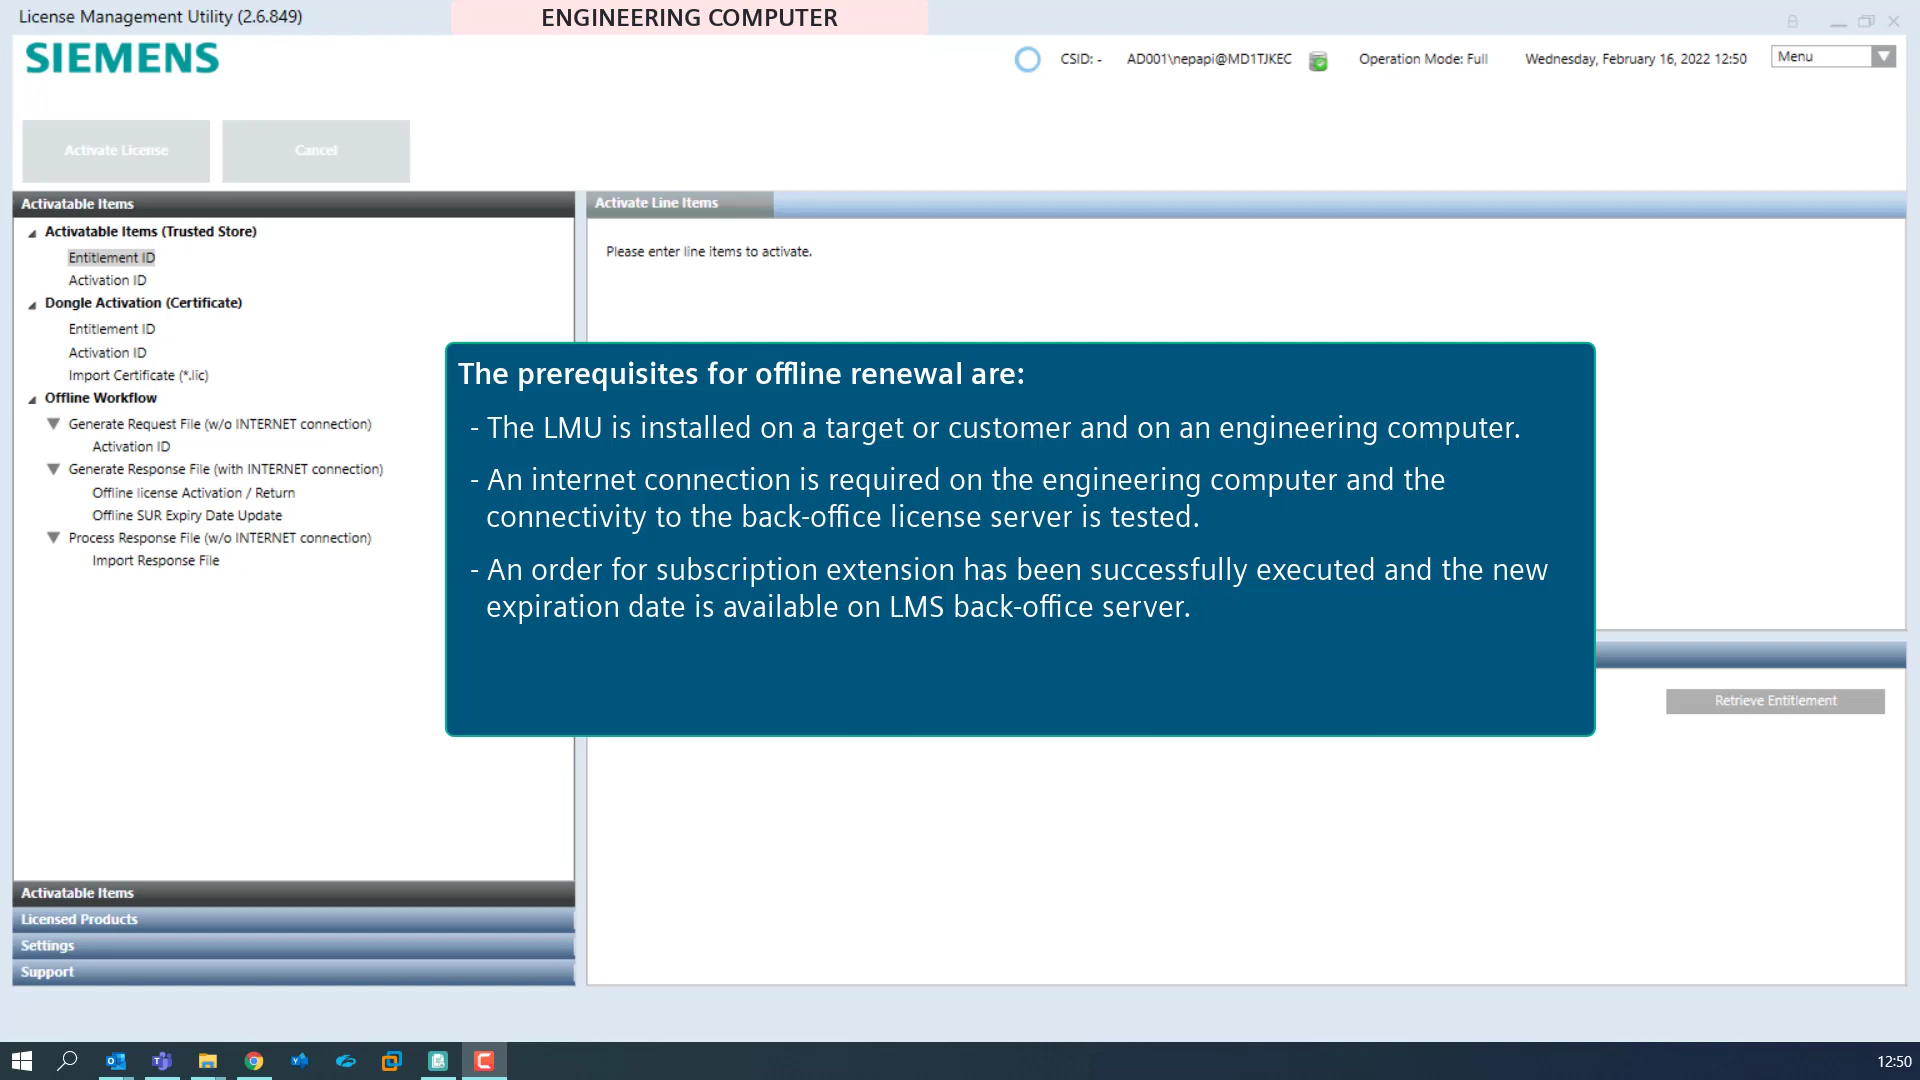 License Management Utility (2.6.849)
ENGINEERING COMPUTER
SIEMENS
CSID: -
AD001\nepapi@MD1TJKEC
Operation Mode: Full
Wednesday, February 16, 2022 12:50
Menu
Activate License
Cancel
Activatable Items
Activatable Items (Trusted Store)
Entitlement ID
Activation ID
Dongle Activation (Certificate)
Entitlement ID
Activation ID
Import Certificate (*.lic)
Offline Workflow
Generate Request File (w/o INTERNET connection)
Activation ID
Generate Response File (with INTERNET connection)
Offline license Activation / Return
Offline SUR Expiry Date Update
Process Response File (w/o INTERNET connection)
Import Response File
Activate Line Items
Please enter line items to activate.
The prerequisites for offline renewal are:
- The LMU is installed on a target or customer and on an engineering computer.
- An internet connection is required on the engineering computer and the
connectivity to the back-office license server is tested.
- An order for subscription extension has been successfully executed and the new
expiration date is available on LMS back-office server.
Retrieve Entitlement
Activatable Items
Licensed Products
Settings
Support
12:50